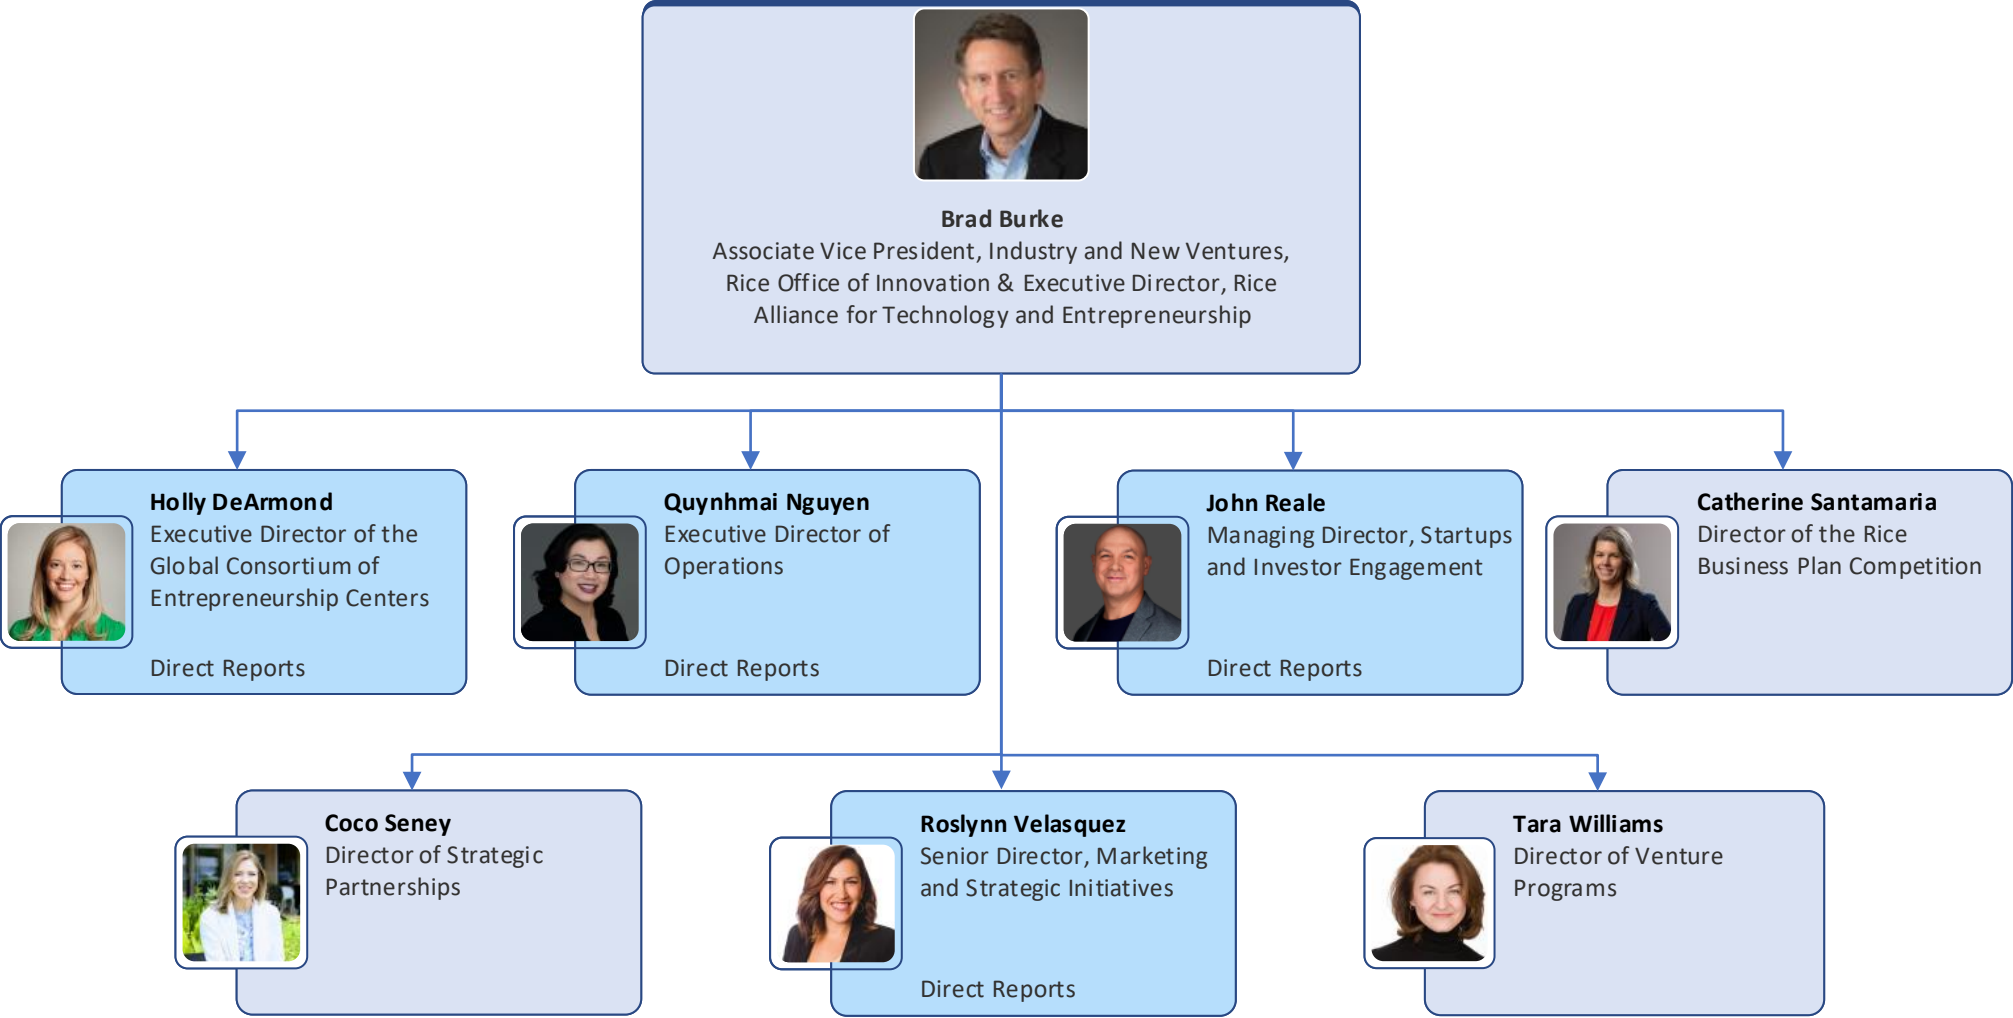 Brad Burke
Associate Vice President, Industry and New Ventures,
Rice Office of Innovation & Executive Director, Rice
Alliance for Technology and Entrepreneurship
Holly DeArmond
Executive Director of the
Global Consortium of
Entrepreneurship Centers
Direct Reports
Quynhmai Nguyen
Executive Director of
Operations
Direct Reports
John Reale
Managing Director, Startups
and Investor Engagement
Direct Reports
Catherine Santamaria
Director of the Rice
Business Plan Competition
Coco Seney
Director of Strategic
Partnerships
Roslynn Velasquez
Senior Director, Marketing
and Strategic Initiatives
Direct Reports
Tara Williams
Director of Venture
Programs